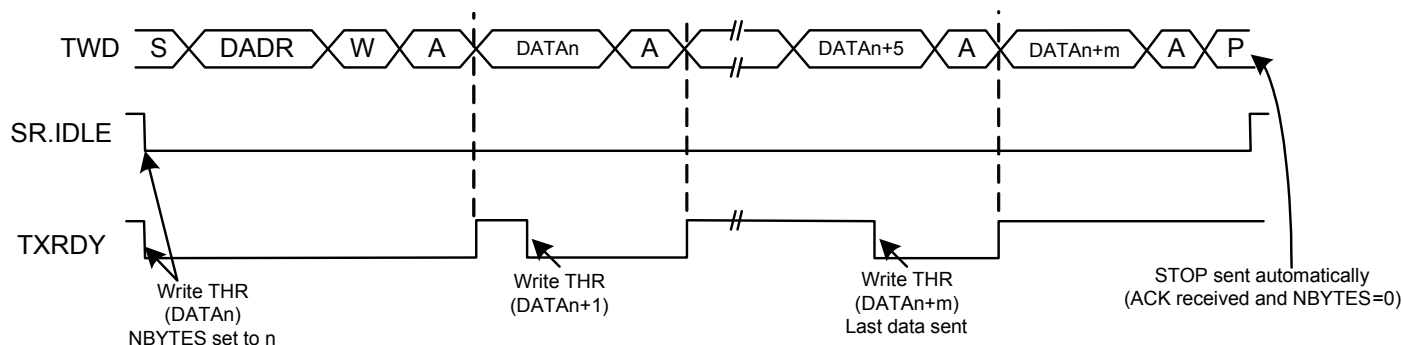 TWD S DADR W A DATAn A DATAn+5 A DATAn+m A P
SR.IDLE
TXRDY
Write THR
(DATAn)
NBYTES set to n
Write THR
(DATAn+1)
Write THR
(DATAn+m)
Last data sent
STOP sent automatically
(ACK received and NBYTES=0)